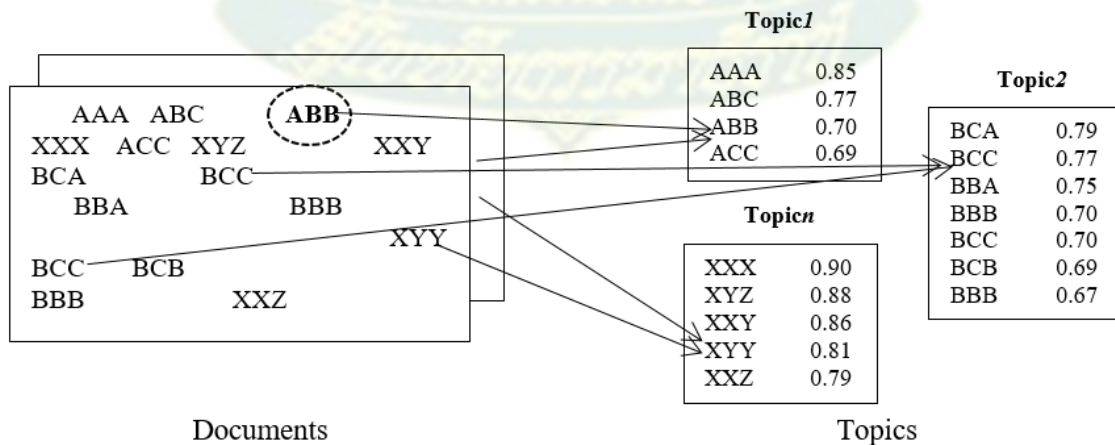 Topic1
AAA 0.85
ABC 0.77
ABB 0.70
ACC 0.69
Topic2
BCA 0.79
BCC 0.77
BBA 0.75
BBB 0.70
BCC 0.70
BCB 0.69
BBB 0.67
AAA ABC ABB
XXX ACC XYZ XXY
BCA BCC
BBA BBB
XYY
BCC BCB
BBB XXZ
Topicn
XXX 0.90
XYZ 0.88
XXY 0.86
XYY 0.81
XXZ 0.79
Documents
Topics